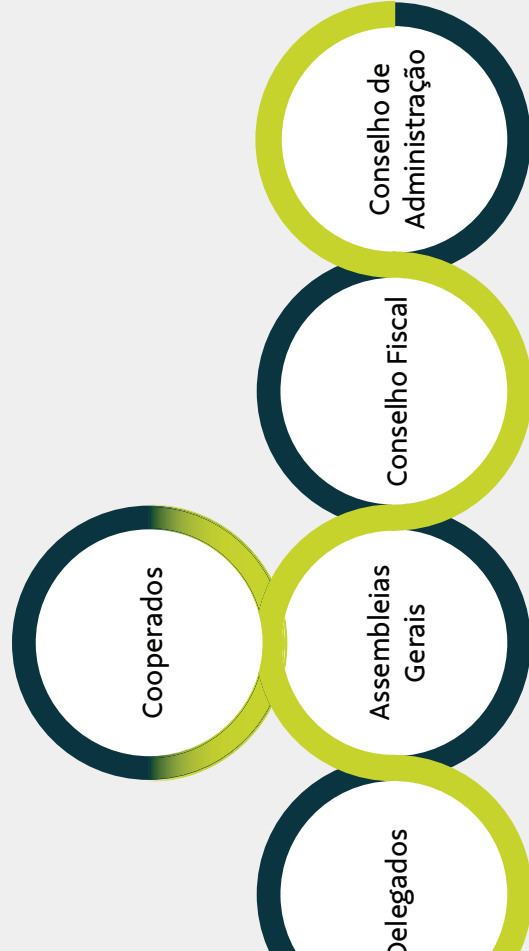 Cooperados
Delegados
Assembleias
Gerais
Conselho Fiscal
Conselho de
Administração